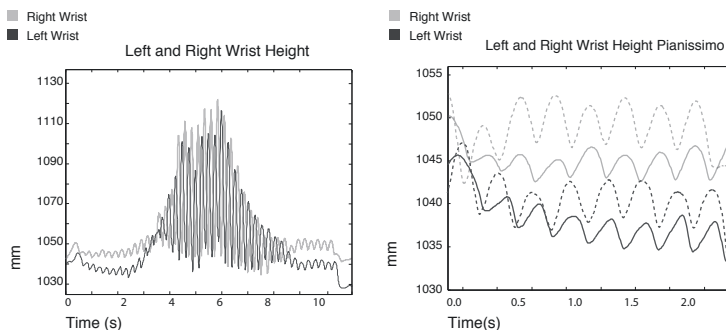 Right Wrist
Left Wrist
Left and Right Wrist Height
1130
1110
1090
1070
1050
1030
mm
0 2 4 6 8 10
Time (s)
Right Wrist
Left Wrist
Left and Right Wrist Height Pianissimo
1055
1050
1045
1040
1035
1030
mm
0.0 0.5 1.0 1.5 2.0
Time(s)